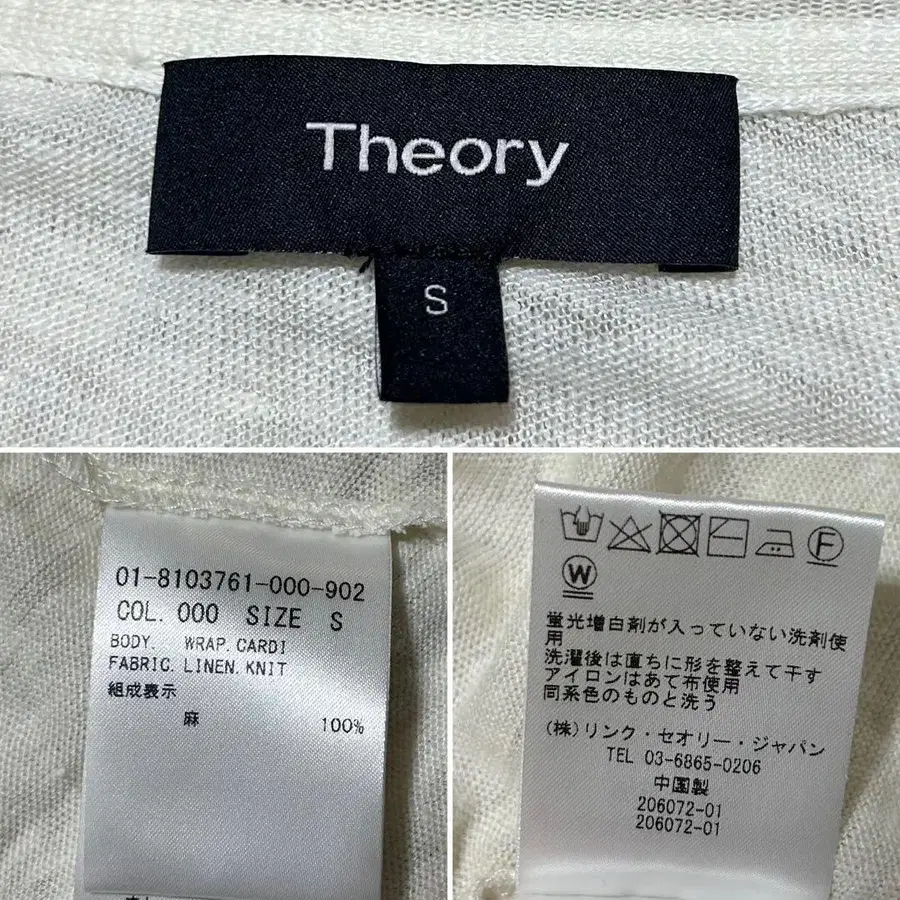 Theory
S
01-8103761-000-902
COL. 000 SIZE S
BODY. WRAP. CARDI
FABRIC. LINEN. KNIT
組成表示
麻 100%
F
W
蛍光増白剤が入っていない洗剤使
用
洗濯後は直ちに形を整えて干す
アイロンはあて布使用
同系色のものと洗う
(株)リンク・セオリー・ジャパン
TEL 03-6865-0206
中国製
206072-01
206072-01